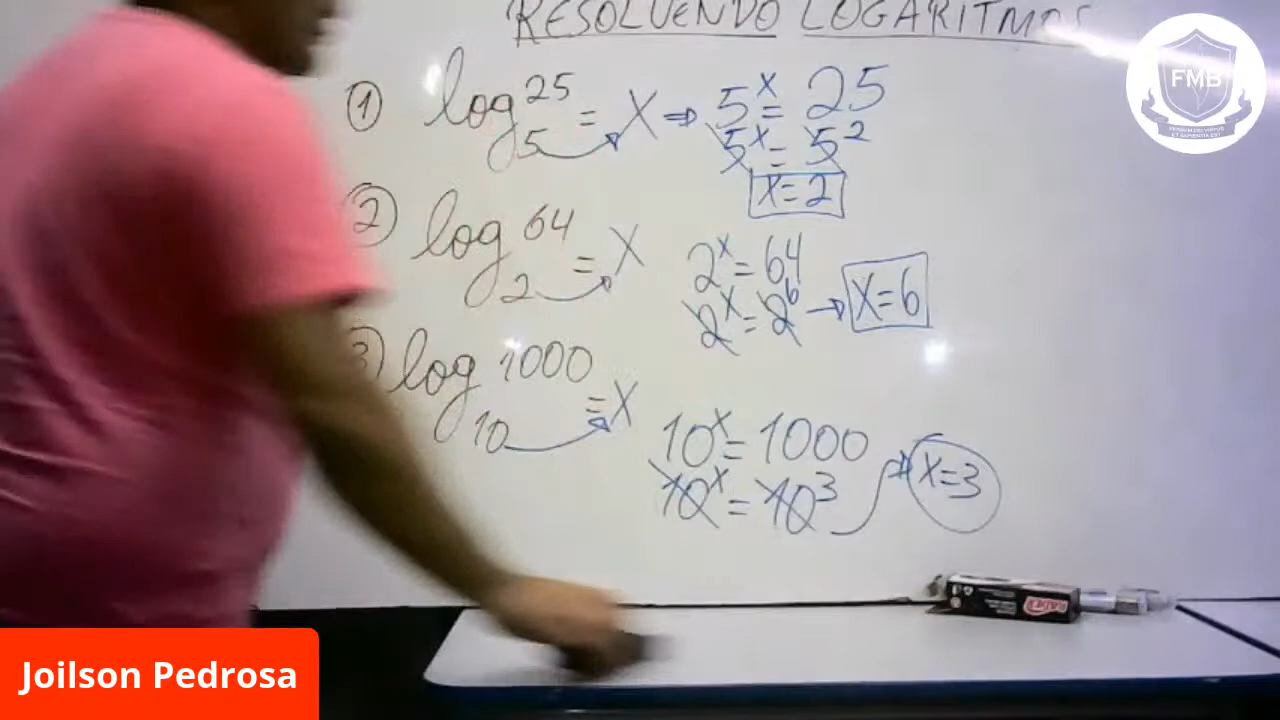 RESOLVENDO LOGARITMOS
① log₅²⁵ = X ⇒ 5ˣ = 25
5ˣ = 5²
X = 2
② log₂⁶⁴ = X 2ˣ = 64
2ˣ = 2⁶ → X = 6
③ log₁₀¹⁰⁰⁰ = X 10ˣ = 1000
10ˣ = 10³ → X = 3
FMB
Joilson Pedrosa